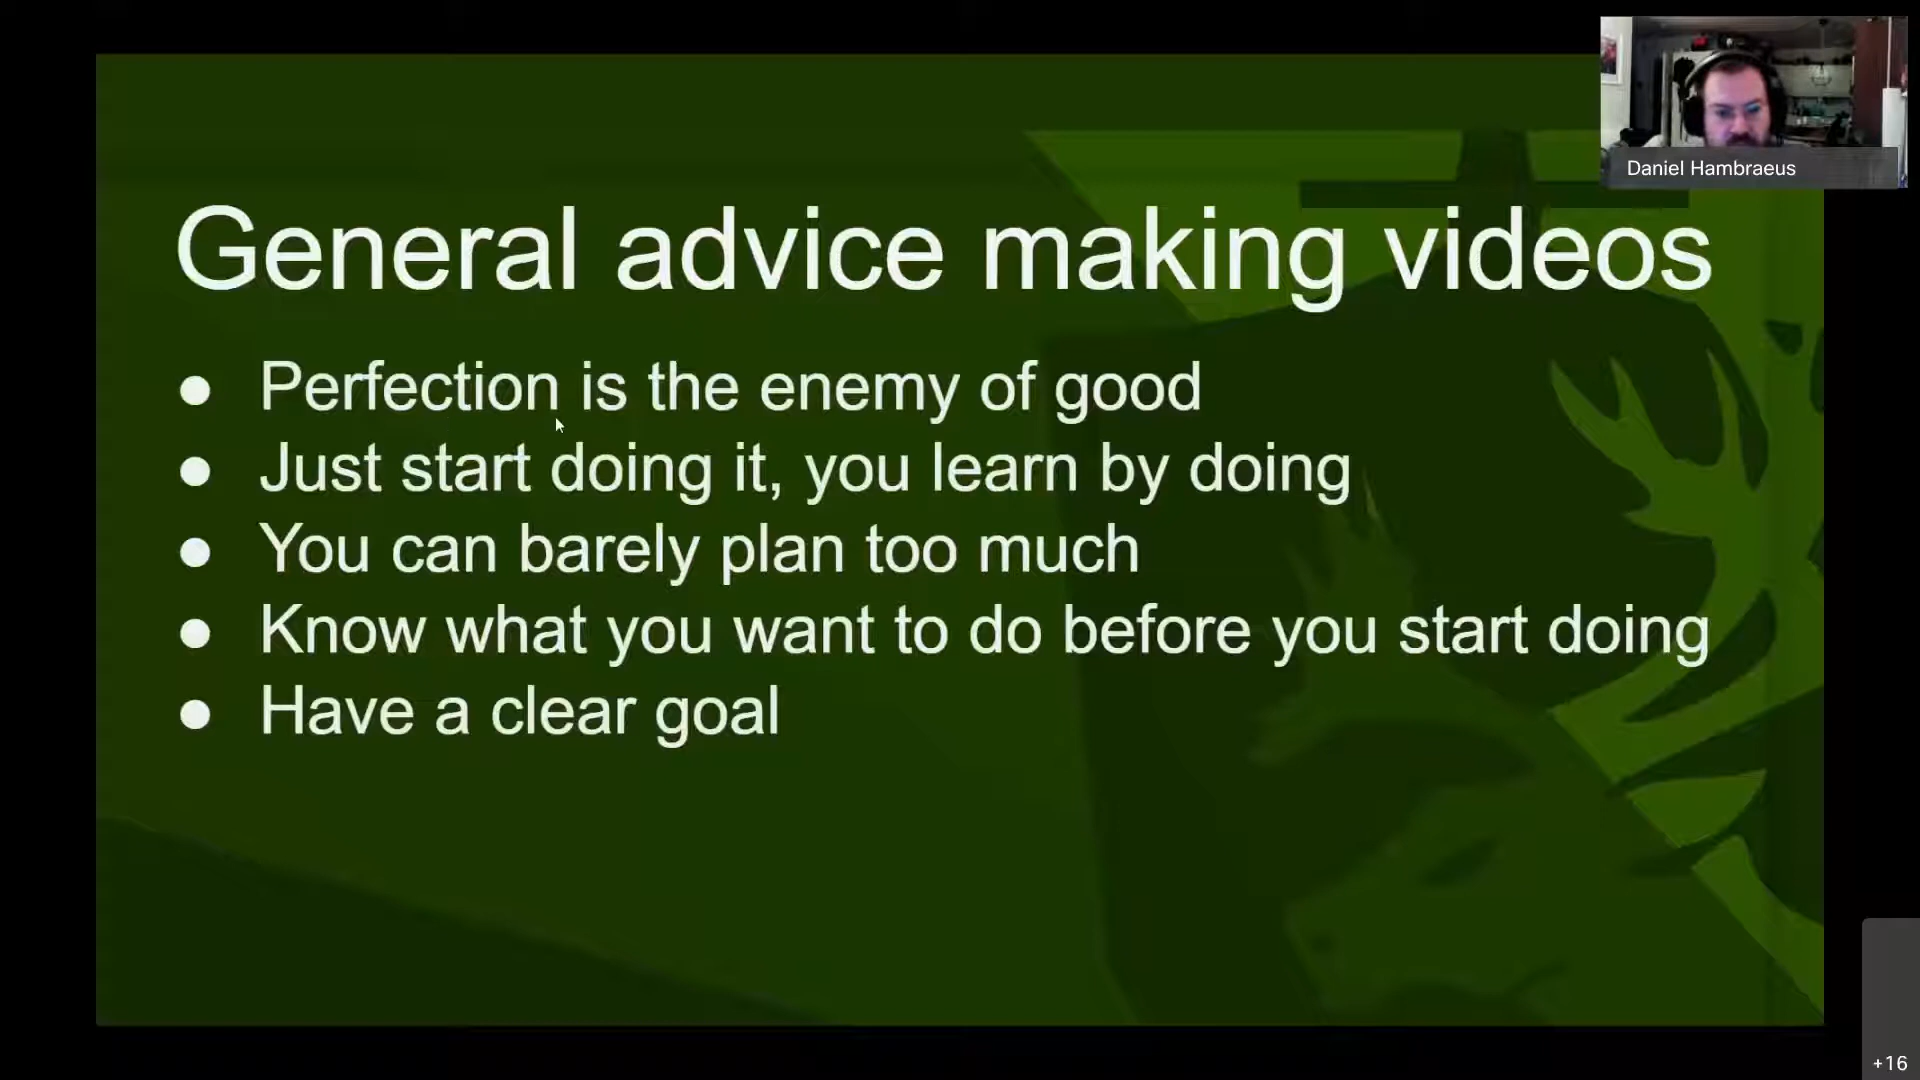 Daniel Hambraeus
General advice making videos
● Perfection is the enemy of good
● Just start doing it, you learn by doing
● You can barely plan too much
● Know what you want to do before you start doing
● Have a clear goal
+16